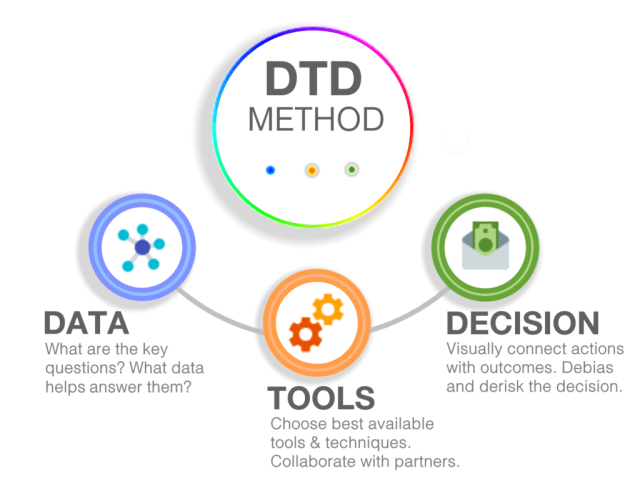 DTD
METHOD
DATA
What are the key
questions? What data
helps answer them?
TOOLS
Choose best available
tools & techniques.
Collaborate with partners.
DECISION
Visually connect actions
with outcomes. Debias
and derisk the decision.